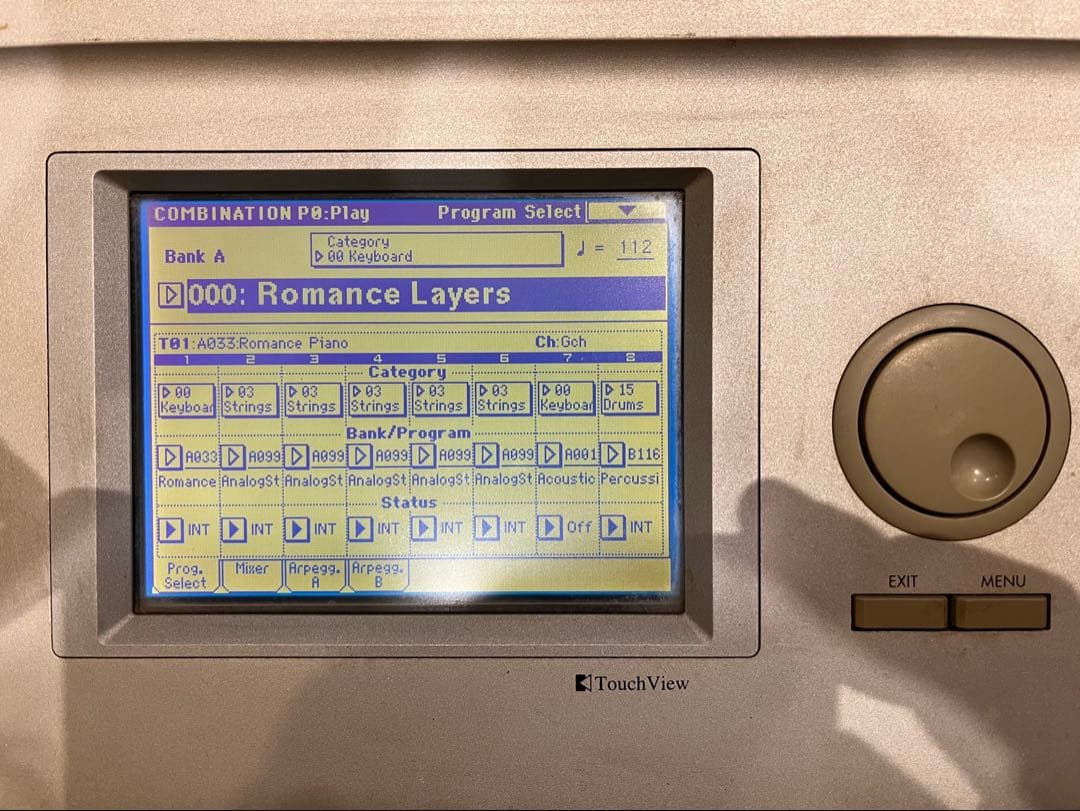 COMBINATION P0:Play Program Select
Category
Bank A 00 Keyboard ♩ = 112
000: Romance Layers
T01:A033:Romance Piano Ch:Gch
1 2 3 4 5 6 7 8
Category
00 03 03 03 03 03 00 15
Keyboar Strings Strings Strings Strings Strings Keyboar Drums
Bank/Program
A033 A099 A099 A099 A099 A099 A001 B116
Romance AnalogSt AnalogSt AnalogSt AnalogSt AnalogSt Acoustic Percussi
Status
INT INT INT INT INT INT Off INT
Prog. Select Mixer Arpegg. A Arpegg. B
EXIT MENU
TouchView